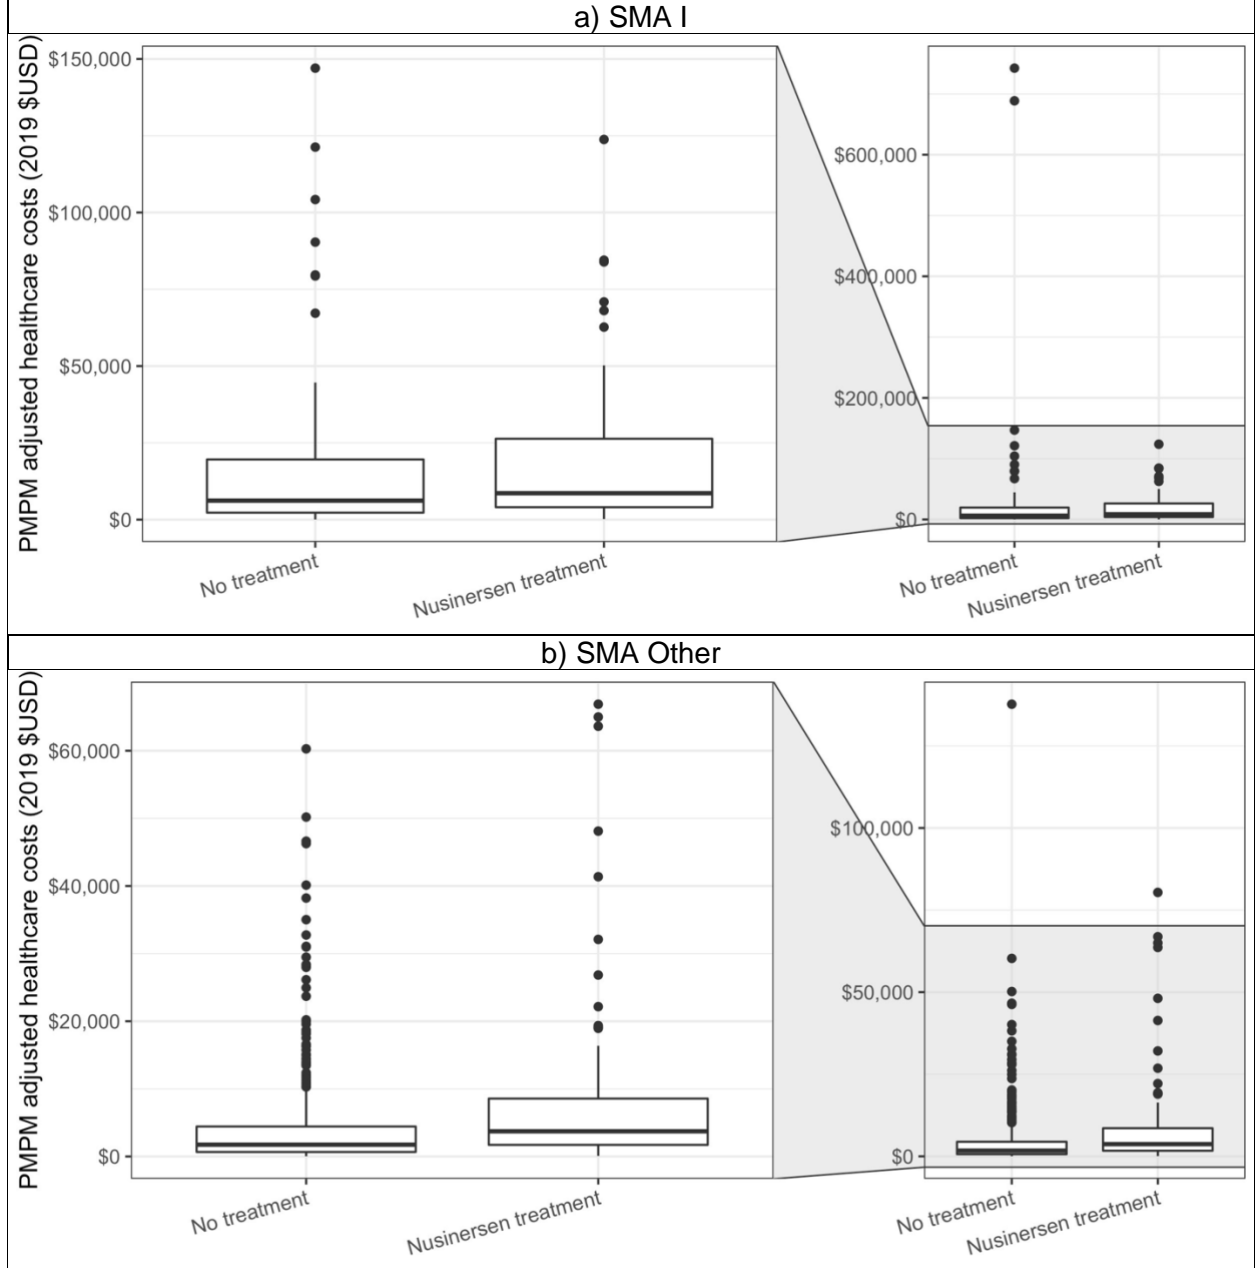 a) SMA I
PMPM adjusted healthcare costs (2019 $USD)
$150,000
$100,000
$50,000
$0
No treatment
Nusinersen treatment
$600,000
$400,000
$200,000
$0
No treatment
Nusinersen treatment
b) SMA Other
PMPM adjusted healthcare costs (2019 $USD)
$60,000
$40,000
$20,000
$0
No treatment
Nusinersen treatment
$100,000
$50,000
$0
No treatment
Nusinersen treatment